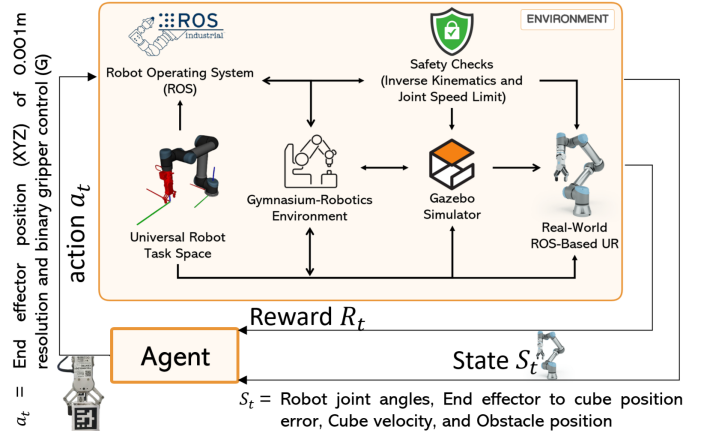 ENVIRONMENT
ROS
industrial
Robot Operating System
(ROS)
Safety Checks
(Inverse Kinematics and
Joint Speed Limit)
Gymnasium-Robotics
Environment
Gazebo
Simulator
Universal Robot
Task Space
Real-World
ROS-Based UR
action a_t
a_t = End effector position (XYZ) of 0.001m
resolution and binary gripper control (G)
Reward R_t
Agent
State S_t
S_t = Robot joint angles, End effector to cube position
error, Cube velocity, and Obstacle position